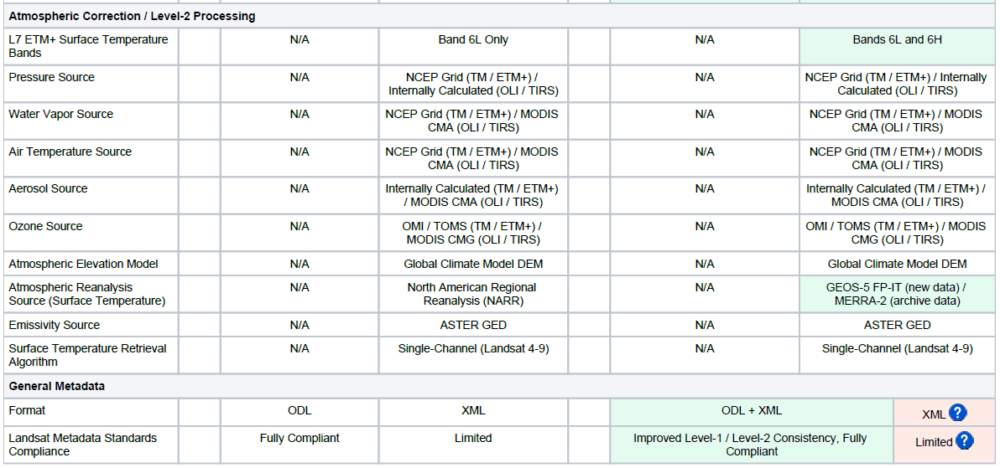 Atmospheric Correction / Level-2 Processing
L7 ETM+ Surface Temperature
Bands
N/A
Band 6L Only
N/A
Bands 6L and 6H
Pressure Source
N/A
NCEP Grid (TM / ETM+) /
Internally Calculated (OLI / TIRS)
N/A
NCEP Grid (TM / ETM+) / Internally
Calculated (OLI / TIRS)
Water Vapor Source
N/A
NCEP Grid (TM / ETM+) / MODIS
CMA (OLI / TIRS)
N/A
NCEP Grid (TM / ETM+) / MODIS
CMA (OLI / TIRS)
Air Temperature Source
N/A
NCEP Grid (TM / ETM+) / MODIS
CMA (OLI / TIRS)
N/A
NCEP Grid (TM / ETM+) / MODIS
CMA (OLI / TIRS)
Aerosol Source
N/A
Internally Calculated (TM / ETM+)
/ MODIS CMA (OLI / TIRS)
N/A
Internally Calculated (TM / ETM+) /
MODIS CMA (OLI / TIRS)
Ozone Source
N/A
OMI / TOMS (TM / ETM+) /
MODIS CMG (OLI / TIRS)
N/A
OMI / TOMS (TM / ETM+) / MODIS
CMG (OLI / TIRS)
Atmospheric Elevation Model
N/A
Global Climate Model DEM
N/A
Global Climate Model DEM
Atmospheric Reanalysis
Source (Surface Temperature)
N/A
North American Regional
Reanalysis (NARR)
N/A
GEOS-5 FP-IT (new data) /
MERRA-2 (archive data)
Emissivity Source
N/A
ASTER GED
N/A
ASTER GED
Surface Temperature Retrieval
Algorithm
N/A
Single-Channel (Landsat 4-9)
N/A
Single-Channel (Landsat 4-9)
General Metadata
Format
ODL
XML
ODL + XML
XML ?
Landsat Metadata Standards
Compliance
Fully Compliant
Limited
Improved Level-1 / Level-2 Consistency, Fully
Compliant
Limited ?